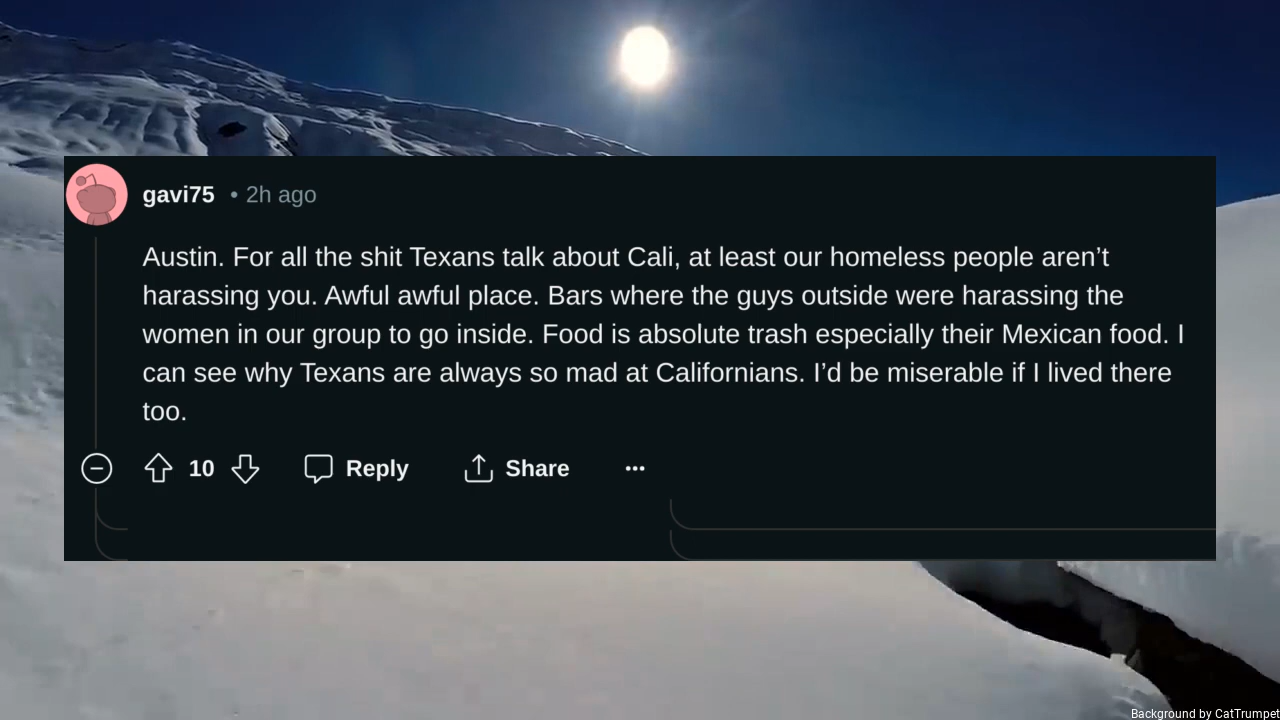 gavi75 • 2h ago
Austin. For all the shit Texans talk about Cali, at least our homeless people aren’t
harassing you. Awful awful place. Bars where the guys outside were harassing the
women in our group to go inside. Food is absolute trash especially their Mexican food. I
can see why Texans are always so mad at Californians. I’d be miserable if I lived there
too.
10 Reply Share
Background by CatTrumpet